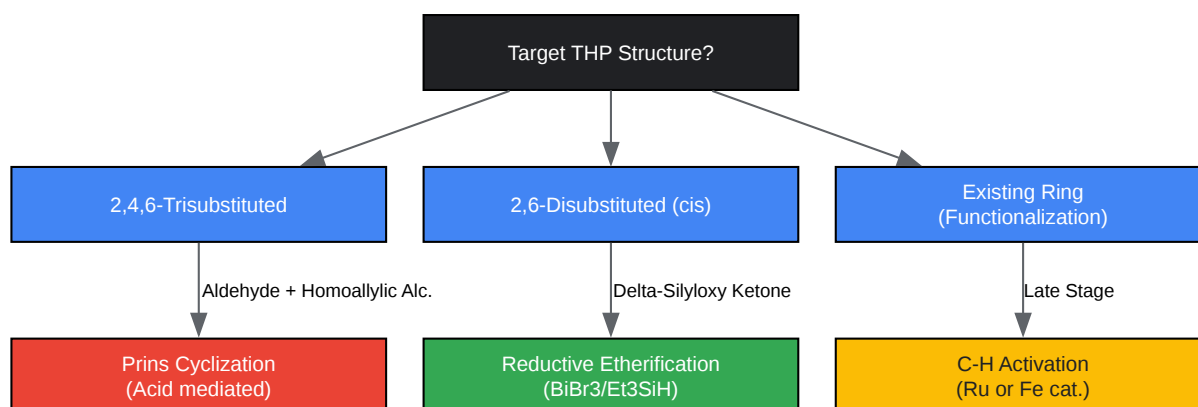 Target THP Structure?
2,4,6-Trisubstituted
2,6-Disubstituted (cis)
Existing Ring
(Functionalization)
Aldehyde + Homoallylic Alc.
Delta-Silyloxy Ketone
Late Stage
Prins Cyclization
(Acid mediated)
Reductive Etherification
(BiBr3/Et3SiH)
C-H Activation
(Ru or Fe cat.)